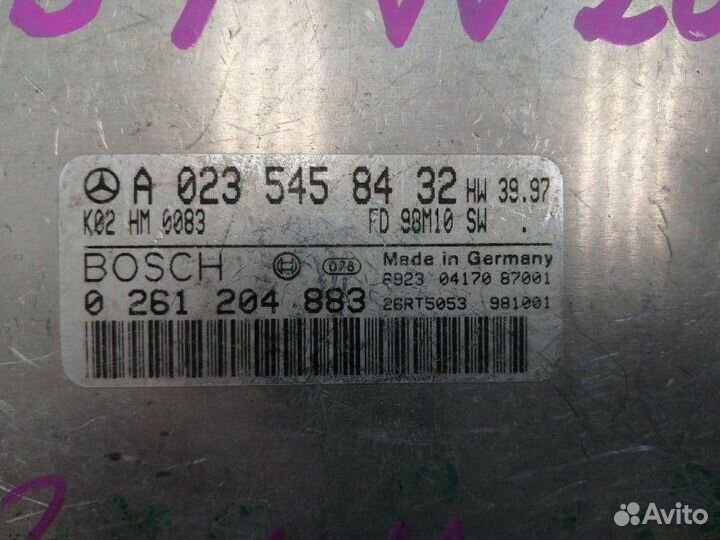 A 023 545 84 32 HW 39.97
K02 HM 0083 FD 98M10 SW .
BOSCH 078 Made in Germany
6923 04170 87001
0 261 204 883 26RT5053 981001
Avito